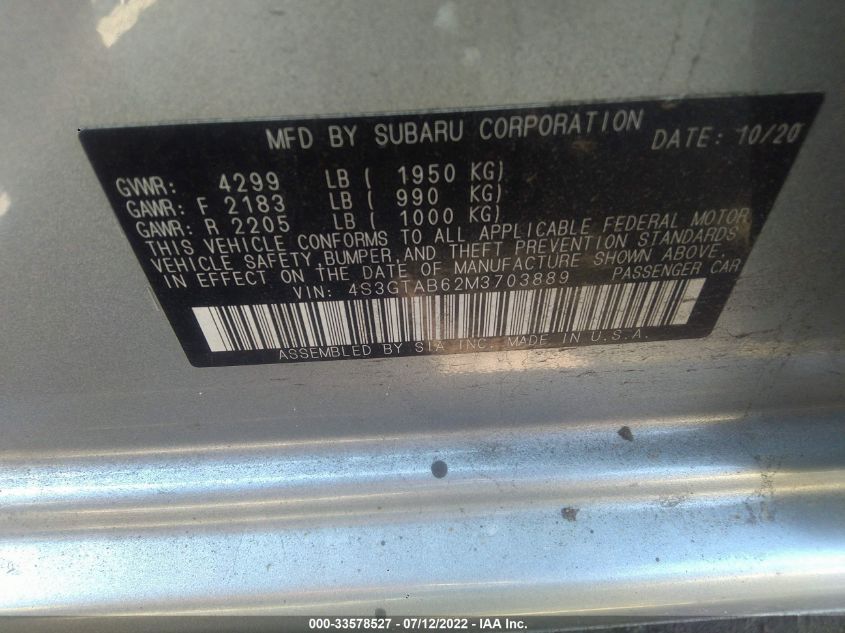 MFD BY SUBARU CORPORATION DATE: 10/20
GVWR: 4299 LB ( 1950 KG)
GAWR: F 2183 LB ( 990 KG)
GAWR: R 2205 LB ( 1000 KG)
THIS VEHICLE CONFORMS TO ALL APPLICABLE FEDERAL MOTOR
VEHICLE SAFETY,BUMPER,AND THEFT PREVENTION STANDARDS
IN EFFECT ON THE DATE OF MANUFACTURE SHOWN ABOVE.
VIN: 4S3GTAB62M3703889 PASSENGER CAR
ASSEMBLED BY SIA INC. MADE IN U.S.A.
000-33578527 - 07/12/2022 - IAA Inc.